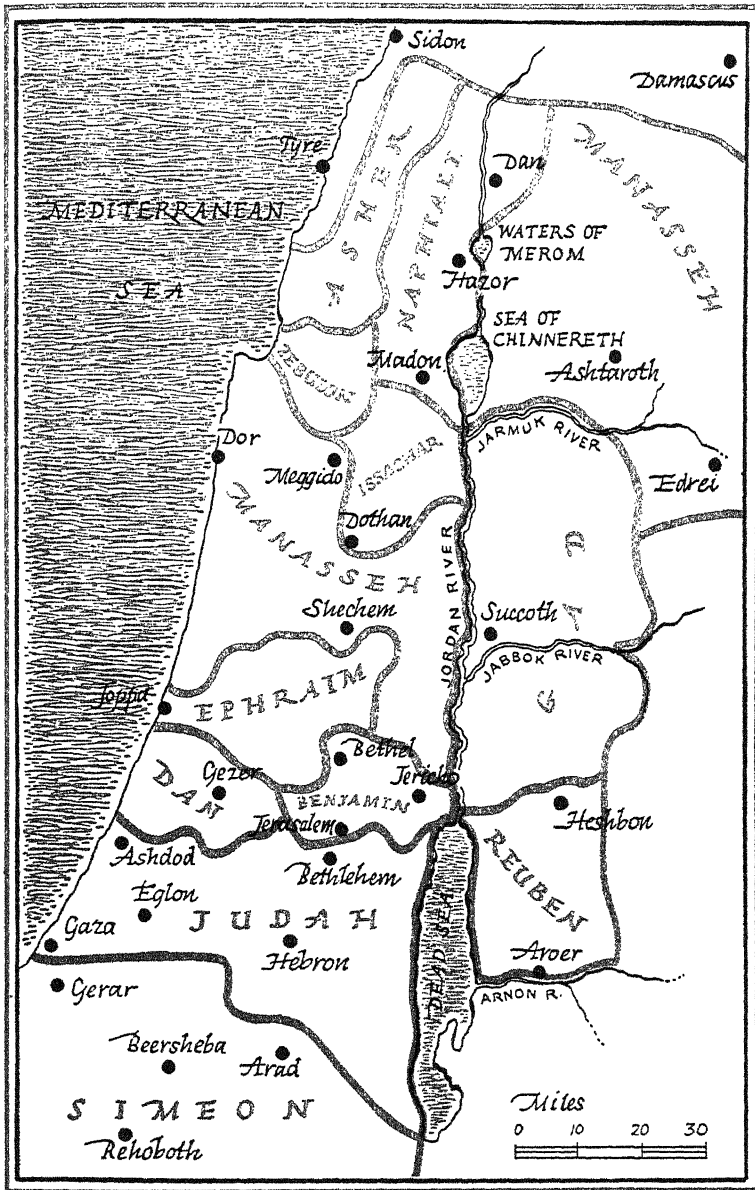 Sidon
Damascus
Tyre
ASHER
NAPHTALI
Dan
MANASSEH
MEDITERRANEAN
SEA
WATERS OF
MEROM
Hazor
SEA OF
CHINNERETH
ZEBULUN
Madon
Ashtaroth
Dor
Meggido
ISSACHAR
JARMUK RIVER
Edrei
MANASSEH
Dothan
JORDAN RIVER
GAD
Shechem
Succoth
JABBOK RIVER
EPHRAIM
Joppa
Bethel
DAN
Gezer
BENJAMIN
Jericho
Jerusalem
Heshbon
REUBEN
Ashdod
Bethlehem
Eglon
JUDAH
Gaza
Hebron
DEAD SEA
Aroer
Gerar
ARNON R.
Beersheba
Arad
SIMEON
Rehoboth
Miles
0 10 20 30